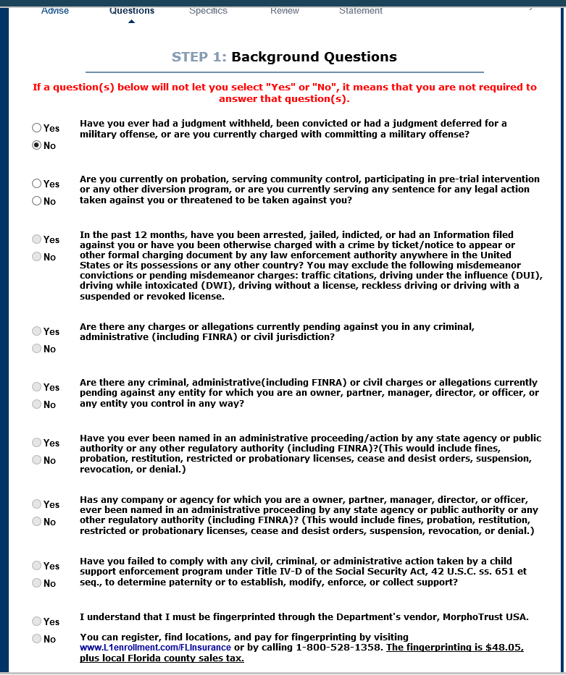 Advise Questions Specifics Review Statement
STEP 1: Background Questions
If a question(s) below will not let you select "Yes" or "No", it means that you are not required to
answer that question(s).
Yes
No
Have you ever had a judgment withheld, been convicted or had a judgment deferred for a
military offense, or are you currently charged with committing a military offense?
Yes
No
Are you currently on probation, serving community control, participating in pre-trial intervention
or any other diversion program, or are you currently serving any sentence for any legal action
taken against you or threatened to be taken against you?
Yes
No
In the past 12 months, have you been arrested, jailed, indicted, or had an Information filed
against you or have you been otherwise charged with a crime by ticket/notice to appear or
other formal charging document by any law enforcement authority anywhere in the United
States or its possessions or any other country? You may exclude the following misdemeanor
convictions or pending misdemeanor charges: traffic citations, driving under the influence (DUI),
driving while intoxicated (DWI), driving without a license, reckless driving or driving with a
suspended or revoked license.
Yes
No
Are there any charges or allegations currently pending against you in any criminal,
administrative (including FINRA) or civil jurisdiction?
Yes
No
Are there any criminal, administrative(including FINRA) or civil charges or allegations currently
pending against any entity for which you are an owner, partner, manager, director, or officer, or
any entity you control in any way?
Yes
No
Have you ever been named in an administrative proceeding/action by any state agency or public
authority or any other regulatory authority (including FINRA)?(This would include fines,
probation, restitution, restricted or probationary licenses, cease and desist orders, suspension,
revocation, or denial.)
Yes
No
Has any company or agency for which you are a owner, partner, manager, director, or officer,
ever been named in an administrative proceeding by any state agency or public authority or any
other regulatory authority (including FINRA)? (This would include fines, probation, restitution,
restricted or probationary licenses, cease and desist orders, suspension, revocation, or denial.)
Yes
No
Have you failed to comply with any civil, criminal, or administrative action taken by a child
support enforcement program under Title IV-D of the Social Security Act, 42 U.S.C. ss. 651 et
seq., to determine paternity or to establish, modify, enforce, or collect support?
Yes
No
I understand that I must be fingerprinted through the Department's vendor, MorphoTrust USA.
You can register, find locations, and pay for fingerprinting by visiting
www.L1enrollment.com/FLInsurance or by calling 1-800-528-1358. The fingerprinting is $48.05,
plus local Florida county sales tax.